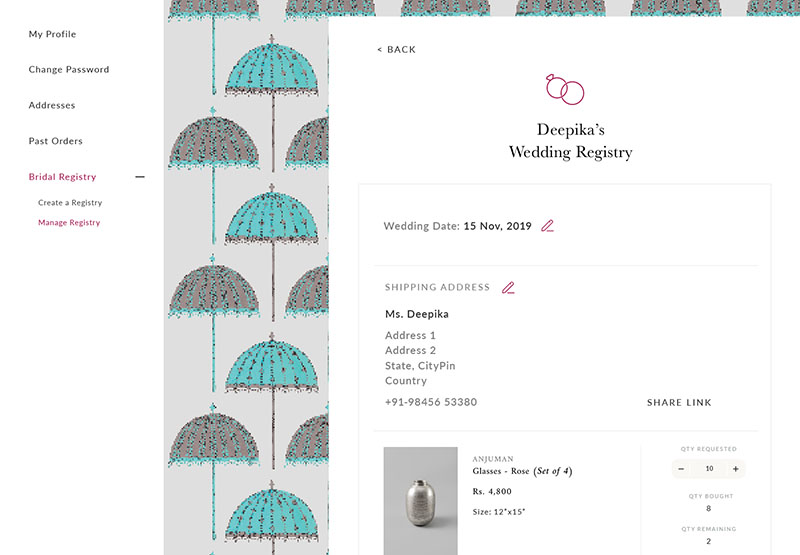 My Profile
Change Password
Addresses
Past Orders
Bridal Registry
Create a Registry
Manage Registry
< BACK
Deepika's
Wedding Registry
Wedding Date: 15 Nov, 2019
SHIPPING ADDRESS
Ms. Deepika
Address 1
Address 2
State, CityPin
Country
+91-98456 53380
SHARE LINK
ANJUMAN
Glasses - Rose (Set of 4)
Rs. 4,800
Size: 12"x15"
QTY REQUESTED
− 10 +
QTY BOUGHT
8
QTY REMAINING
2